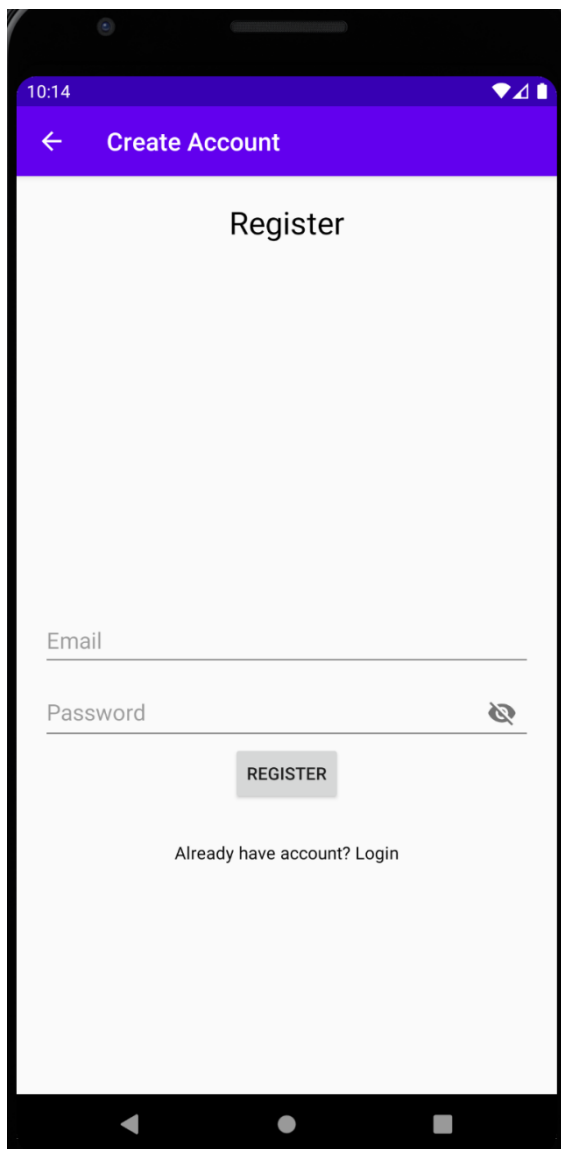 10:14
Create Account
Register
Email
Password
REGISTER
Already have account? Login